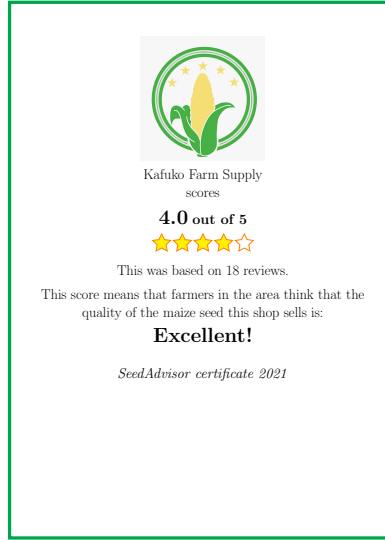 Kafuko Farm Supply
scores
4.0 out of 5
This was based on 18 reviews.
This score means that farmers in the area think that the
quality of the maize seed this shop sells is:
Excellent!
SeedAdvisor certificate 2021